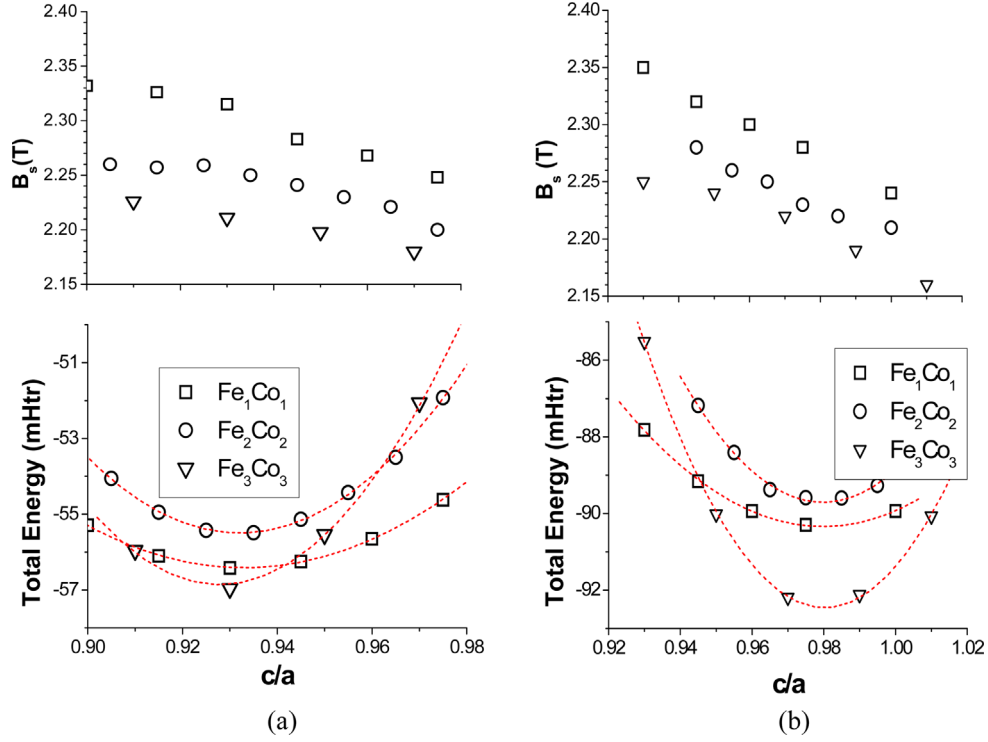 (a)
(b)
2.40
2.35
2.30
2.25
2.20
2.15
Bₛ(T)
2.40
2.35
2.30
2.25
2.20
2.15
Bₛ(T)
-51
-53
-55
-57
Total Energy (mHtr)
Fe₁Co₁
Fe₂Co₂
Fe₃Co₃
0.90 0.92 0.94 0.96 0.98
c/a
(a)
-86
-88
-90
-92
Total Energy (mHtr)
Fe₁Co₁
Fe₂Co₂
Fe₃Co₃
0.92 0.94 0.96 0.98 1.00 1.02
c/a
(b)